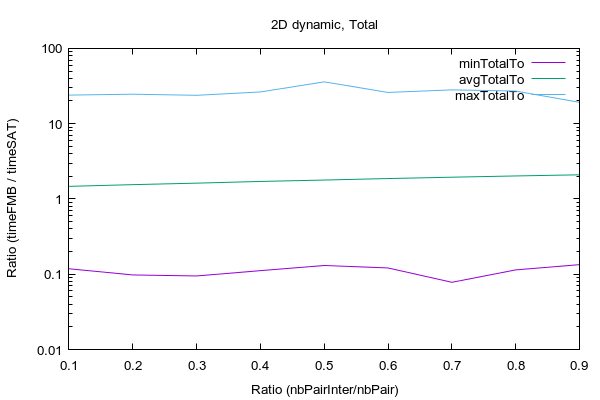 2D dynamic, Total
100
10
1
0.1
0.01
Ratio (timeFMB / timeSAT)
minTotalTo
avgTotalTo
maxTotalTo
0.1 0.2 0.3 0.4 0.5 0.6 0.7 0.8 0.9
Ratio (nbPairInter/nbPair)